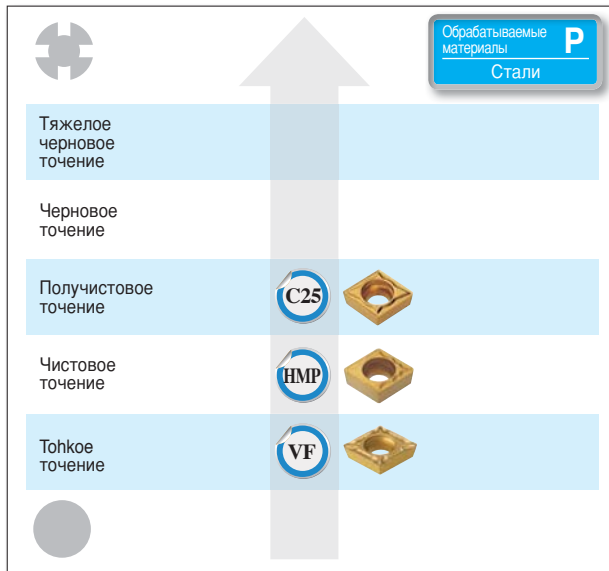 Обрабатываемые
материалы
P
Стали
Тяжелое
черновое
точение
Черновое
точение
Получистовое
точение
C25
Чистовое
точение
HMP
Tohkoe
точение
VF